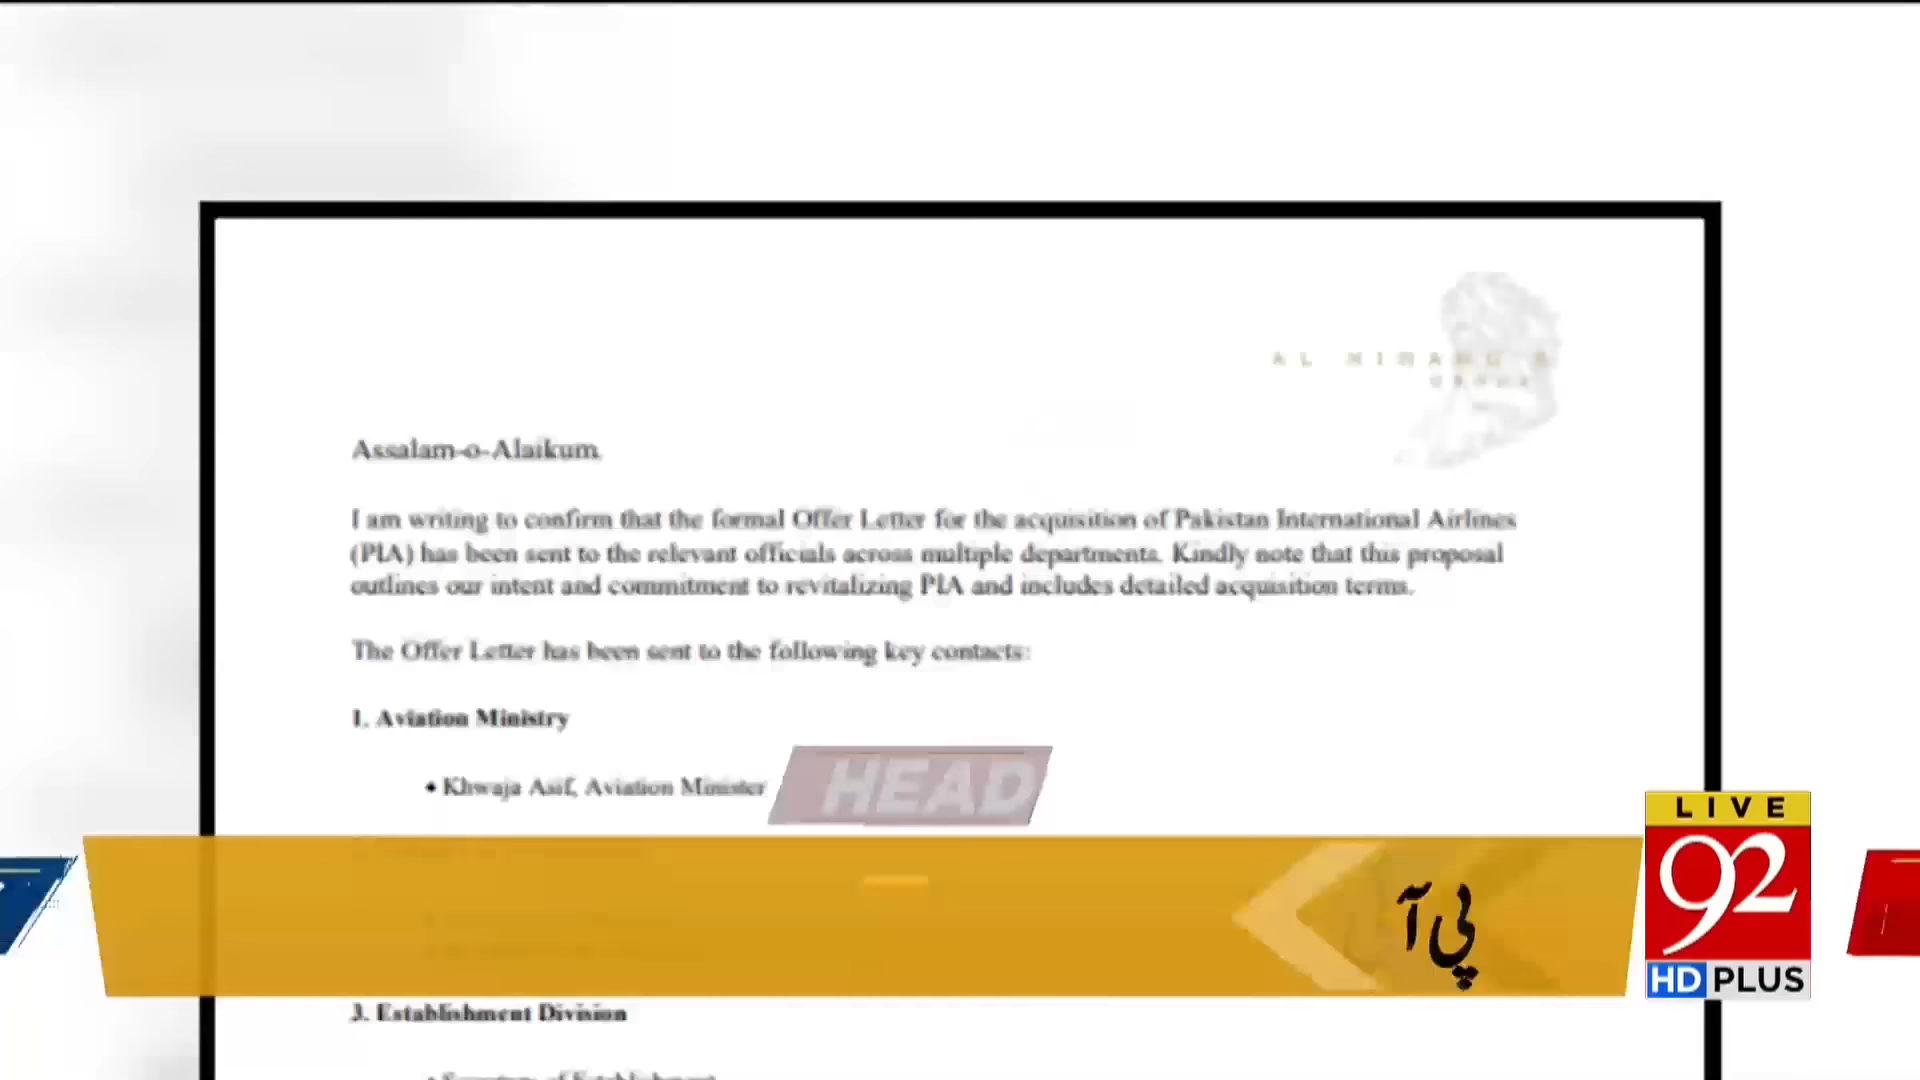 Assalam-o-Alaikum
I am writing to confirm that the formal Offer Letter for the acquisition of Pakistan International Airlines
(PIA) has been sent to the relevant officials across multiple departments. Kindly note that this proposal
outlines our intent and commitment to revitalizing PIA and includes detailed acquisition terms.
The Offer Letter has been sent to the following key contacts:
1. Aviation Ministry
• Khwaja Asif, Aviation Minister
HEAD
LIVE
92
HD PLUS
پی آ
3. Establishment Division
• Secretary of Establishment